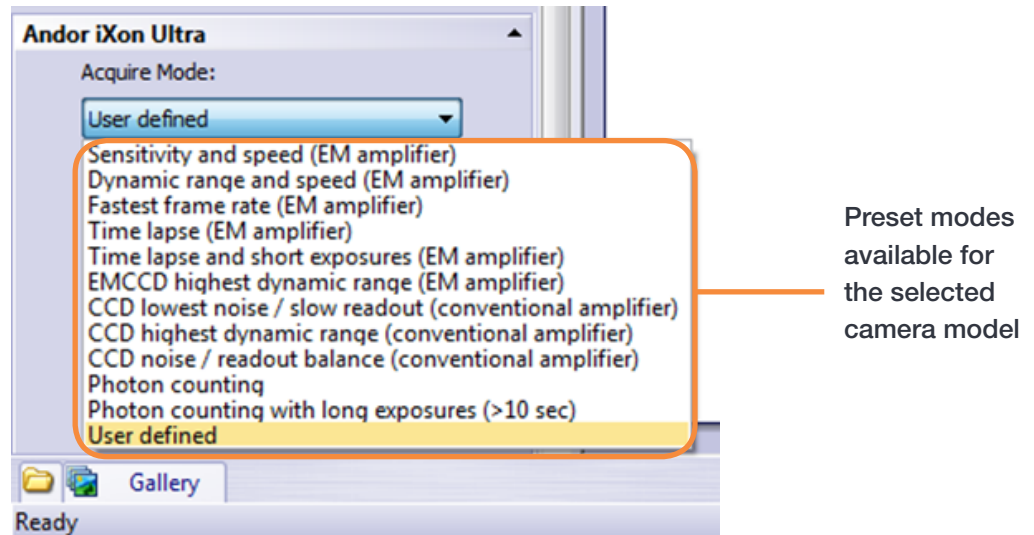 Andor iXon Ultra
Acquire Mode:
User defined
Sensitivity and speed (EM amplifier)
Dynamic range and speed (EM amplifier)
Fastest frame rate (EM amplifier)
Time lapse (EM amplifier)
Time lapse and short exposures (EM amplifier)
EMCCD highest dynamic range (EM amplifier)
CCD lowest noise / slow readout (conventional amplifier)
CCD highest dynamic range (conventional amplifier)
CCD noise / readout balance (conventional amplifier)
Photon counting
Photon counting with long exposures (>10 sec)
User defined
Preset modes
available for
the selected
camera model
Gallery
Ready